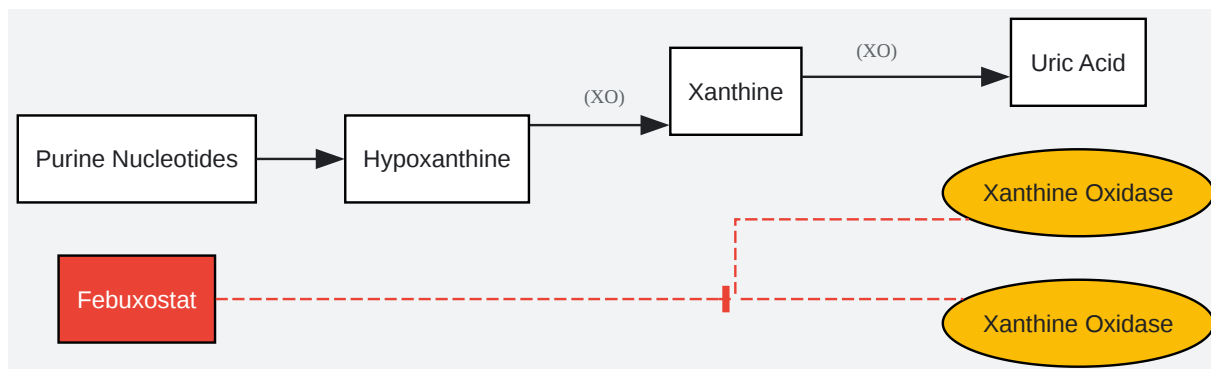 Purine Nucleotides
Hypoxanthine
(XO)
Xanthine
(XO)
Uric Acid
Xanthine Oxidase
Febuxostat
Xanthine Oxidase